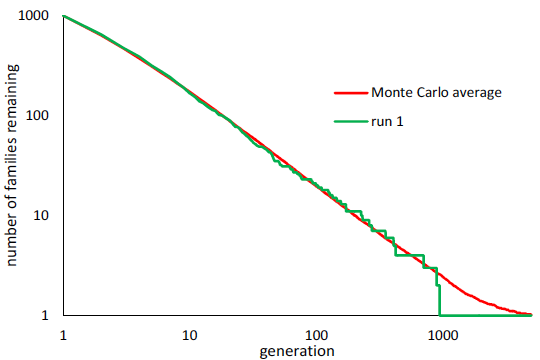 1000
100
10
1
number of families remaining
Monte Carlo average
run 1
1
10
100
1000
generation